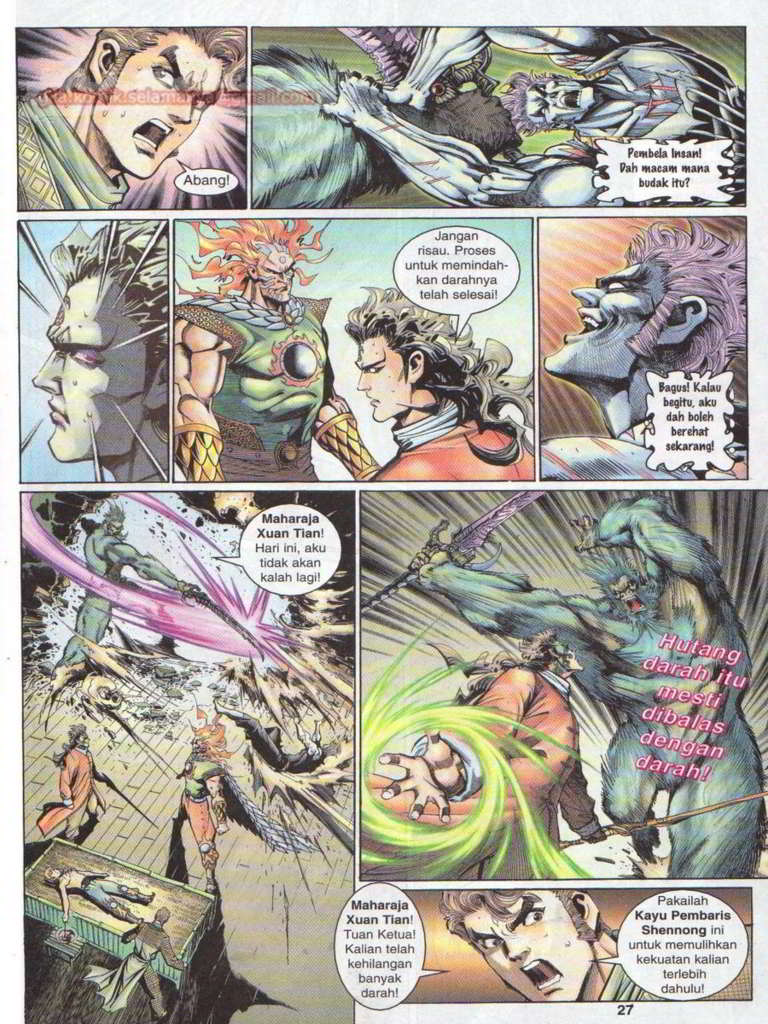 Abang!
Pembela Insan!
Dah macam mana
budak itu?
Jangan
risau. Proses
untuk memindah-
kan darahnya
telah selesai!
Bagus! Kalau
begitu, aku
dah boleh
berehat
sekarang!
Maharaja
Xuan Tian!
Hari ini, aku
tidak akan
kalah lagi!
Hutang
darah itu
mesti
dibalas
dengan
darah!
Maharaja
Xuan Tian!
Tuan Ketua!
Kalian telah
kehilangan
banyak
darah!
Pakailah
Kayu Pembaris
Shennong ini
untuk memulihkan
kekuatan kalian
terlebih
dahulu!
27